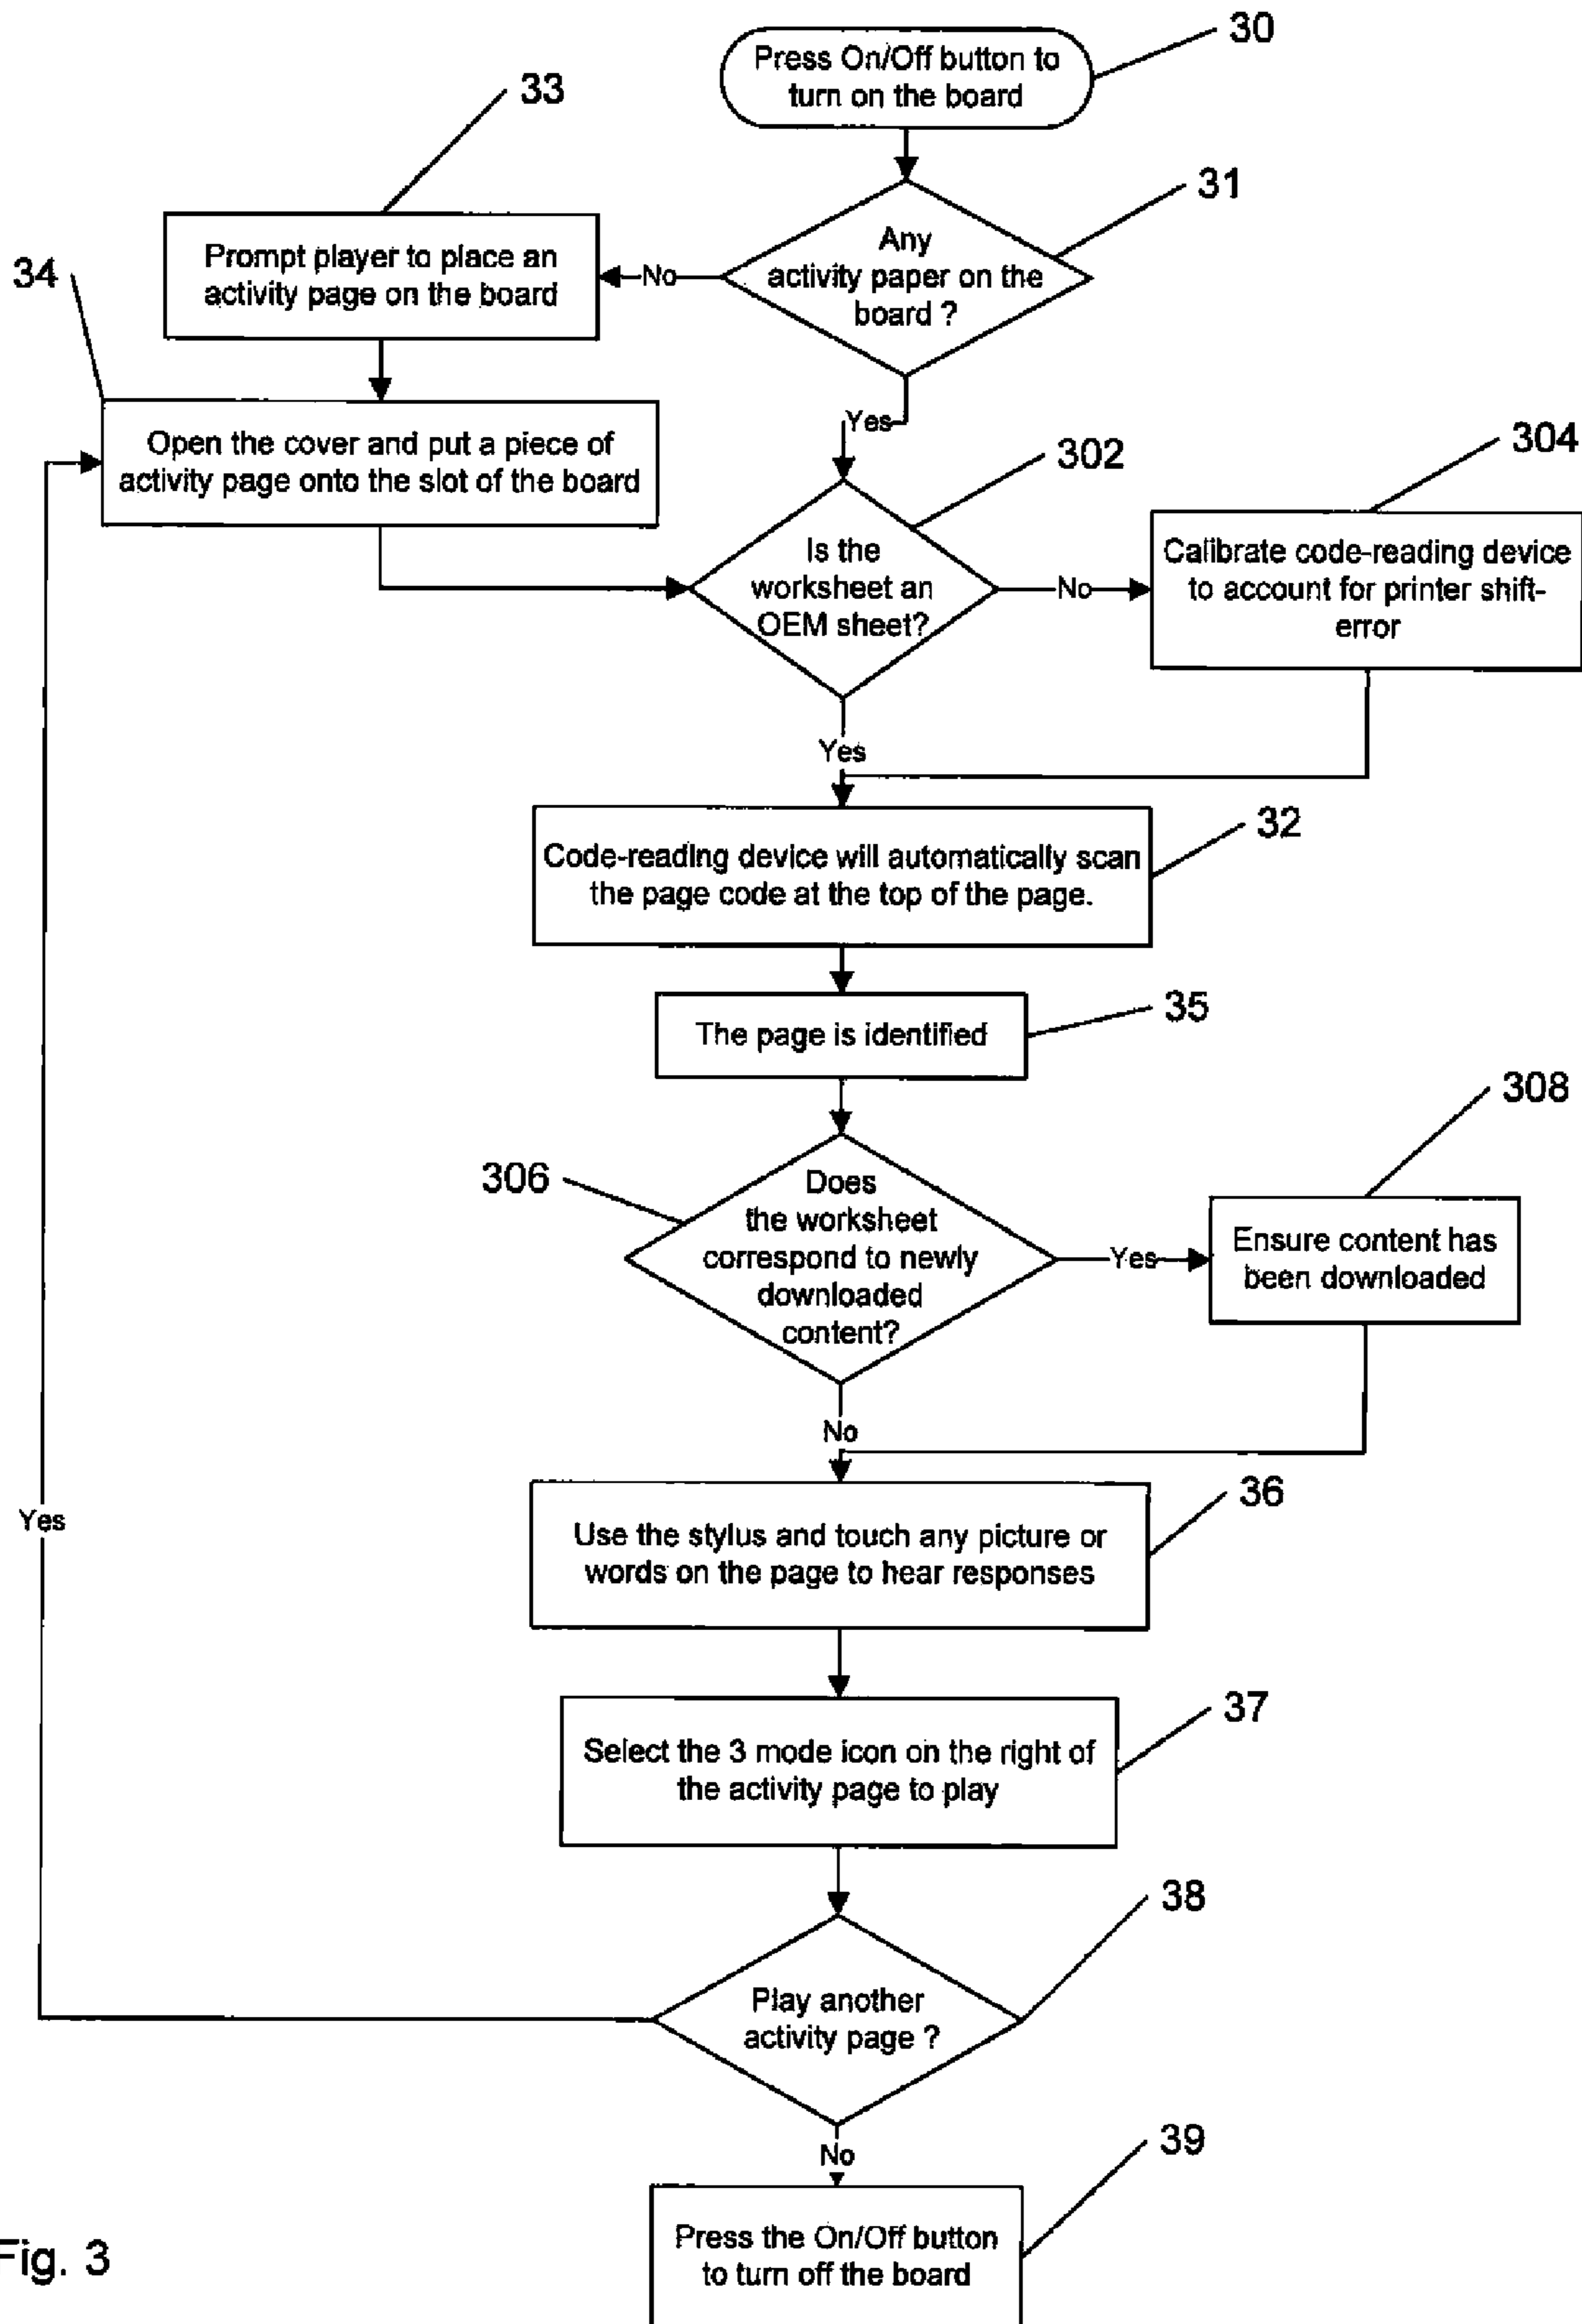 30
Press On/Off button to
turn on the board
33
31
Any
activity paper on the
board ?
No
Prompt player to place an
activity page on the board
34
Open the cover and put a piece of
activity page onto the slot of the board
Yes
302
304
Is the
worksheet an
OEM sheet?
No
Calibrate code-reading device
to account for printer shift-
error
Yes
32
Code-reading device will automatically scan
the page code at the top of the page.
35
The page is identified
308
306
Does
the worksheet
correspond to newly
downloaded
content?
Yes
Ensure content has
been downloaded
No
36
Use the stylus and touch any picture or
words on the page to hear responses
Yes
37
Select the 3 mode icon on the right of
the activity page to play
38
Play another
activity page ?
No
39
Press the On/Off button
to turn off the board
Fig. 3